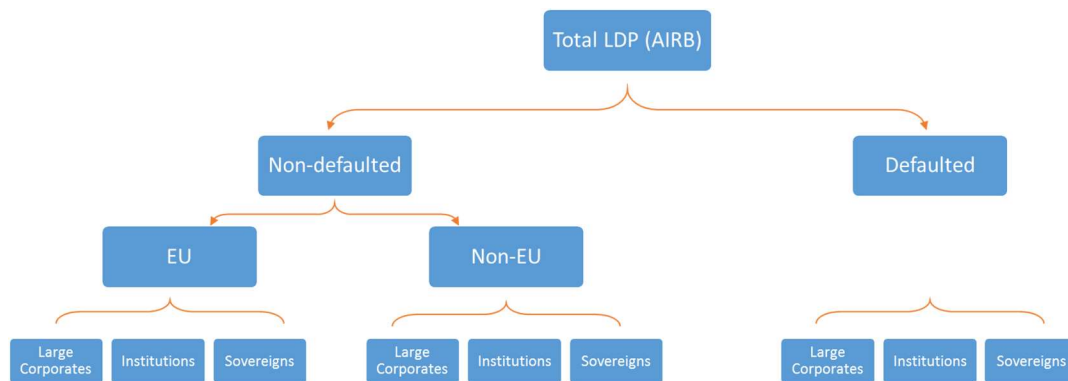 Total LDP (AIRB)
Non-defaulted
Defaulted
EU
Non-EU
Large
Corporates
Institutions
Sovereigns
Large
Corporates
Institutions
Sovereigns
Large
Corporates
Institutions
Sovereigns